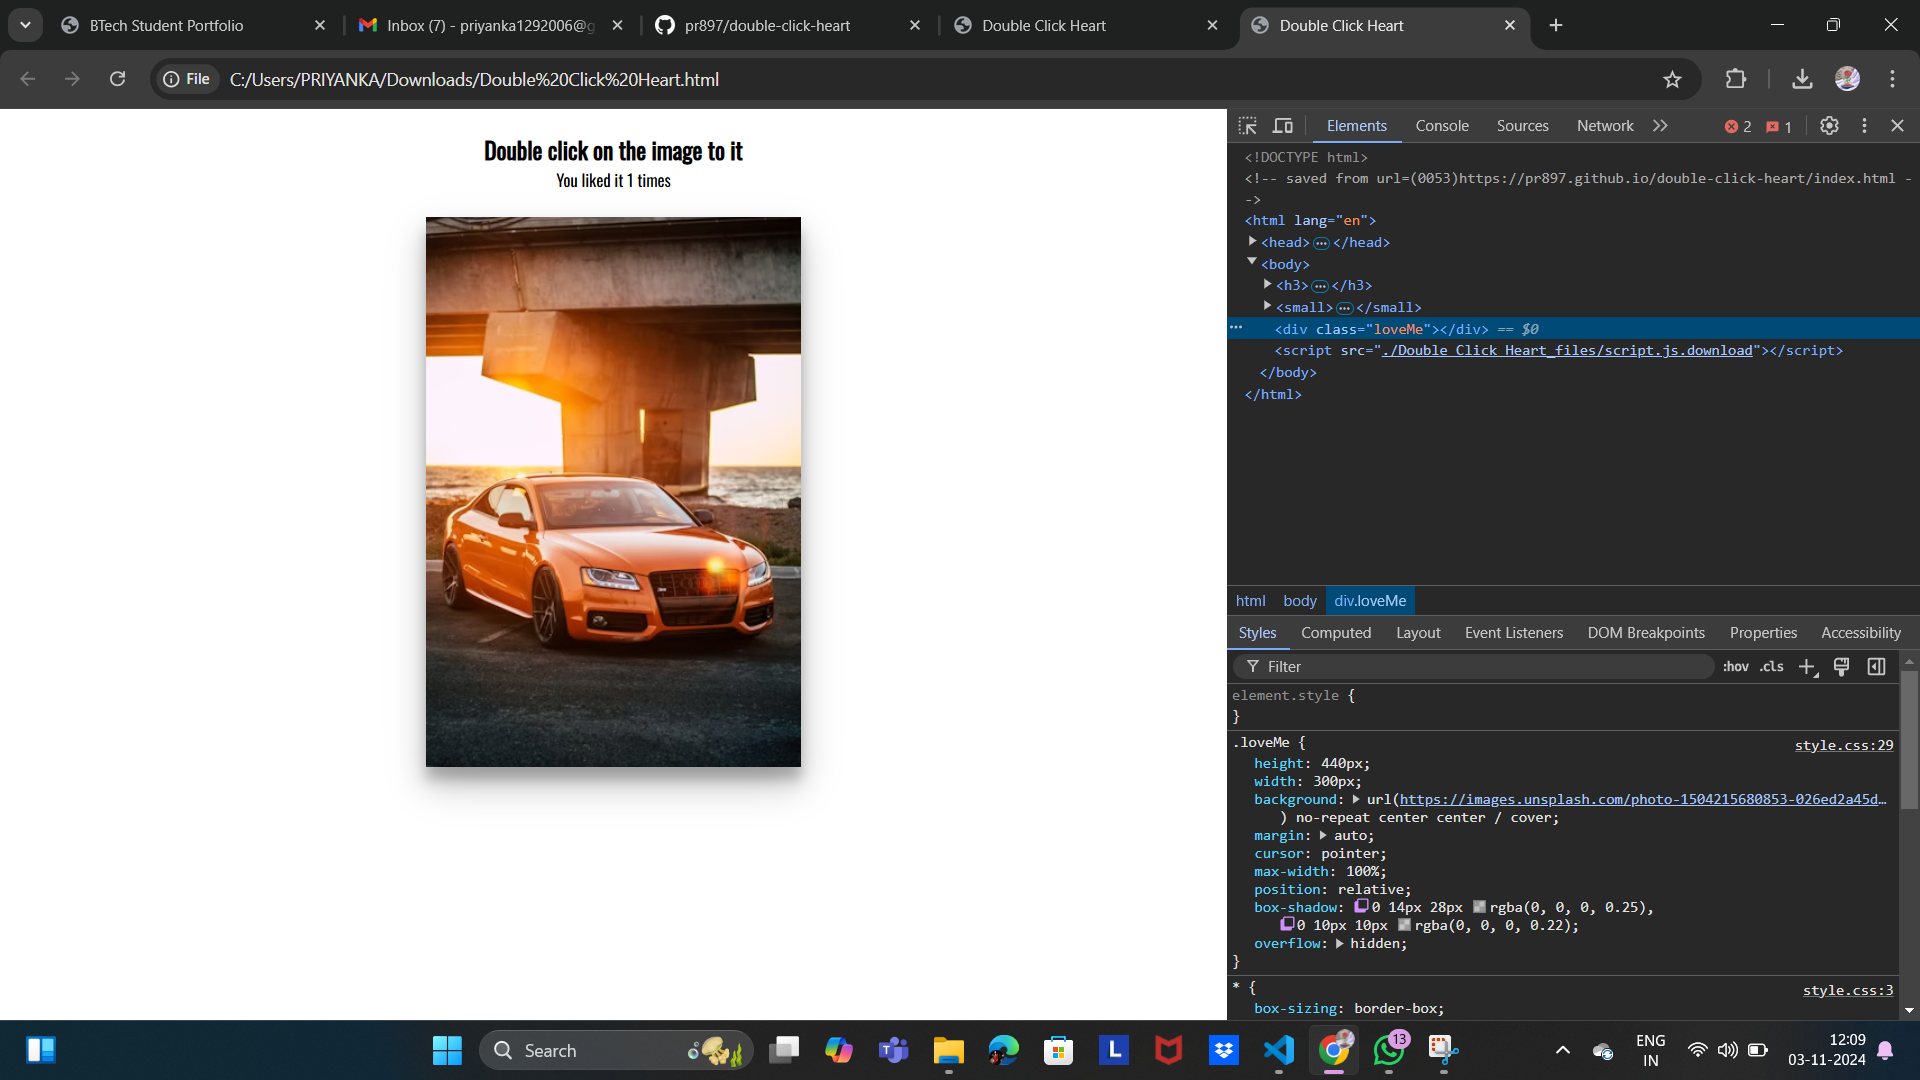 BTech Student Portfolio
Inbox (7) - priyanka1292006@g
pr897/double-click-heart
Double Click Heart
Double Click Heart
File
C:/Users/PRIYANKA/Downloads/Double%20Click%20Heart.html
Double click on the image to it
You liked it 1 times
Elements Console Sources Network 2 1
<!DOCTYPE html>
<!-- saved from url=(0053)https://pr897.github.io/double-click-heart/index.html -
->
<html lang="en">
<head>…</head>
<body>
<h3>…</h3>
<small>…</small>
… <div class="loveMe"></div> == $0
<script src="./Double Click Heart_files/script.js.download"></script>
</body>
</html>
html body div.loveMe
Styles Computed Layout Event Listeners DOM Breakpoints Properties Accessibility
Filter :hov .cls
element.style {
}
.loveMe { style.css:29
height: 440px;
width: 300px;
background: url(https://images.unsplash.com/photo-1504215680853-026ed2a45d…
) no-repeat center center / cover;
margin: auto;
cursor: pointer;
max-width: 100%;
position: relative;
box-shadow: 0 14px 28px rgba(0, 0, 0, 0.25),
0 10px 10px rgba(0, 0, 0, 0.22);
overflow: hidden;
}
* { style.css:3
box-sizing: border-box;
Search
L
13
ENG
IN
12:09
03-11-2024